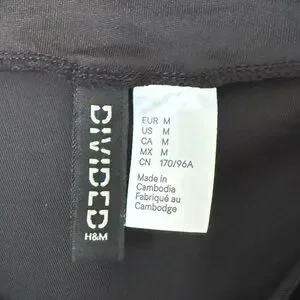 DIVIDED
H&M
EUR M
US M
CA M
MX M
CN 170/96A
Made in
Cambodia
Fabriqué au
Cambodge